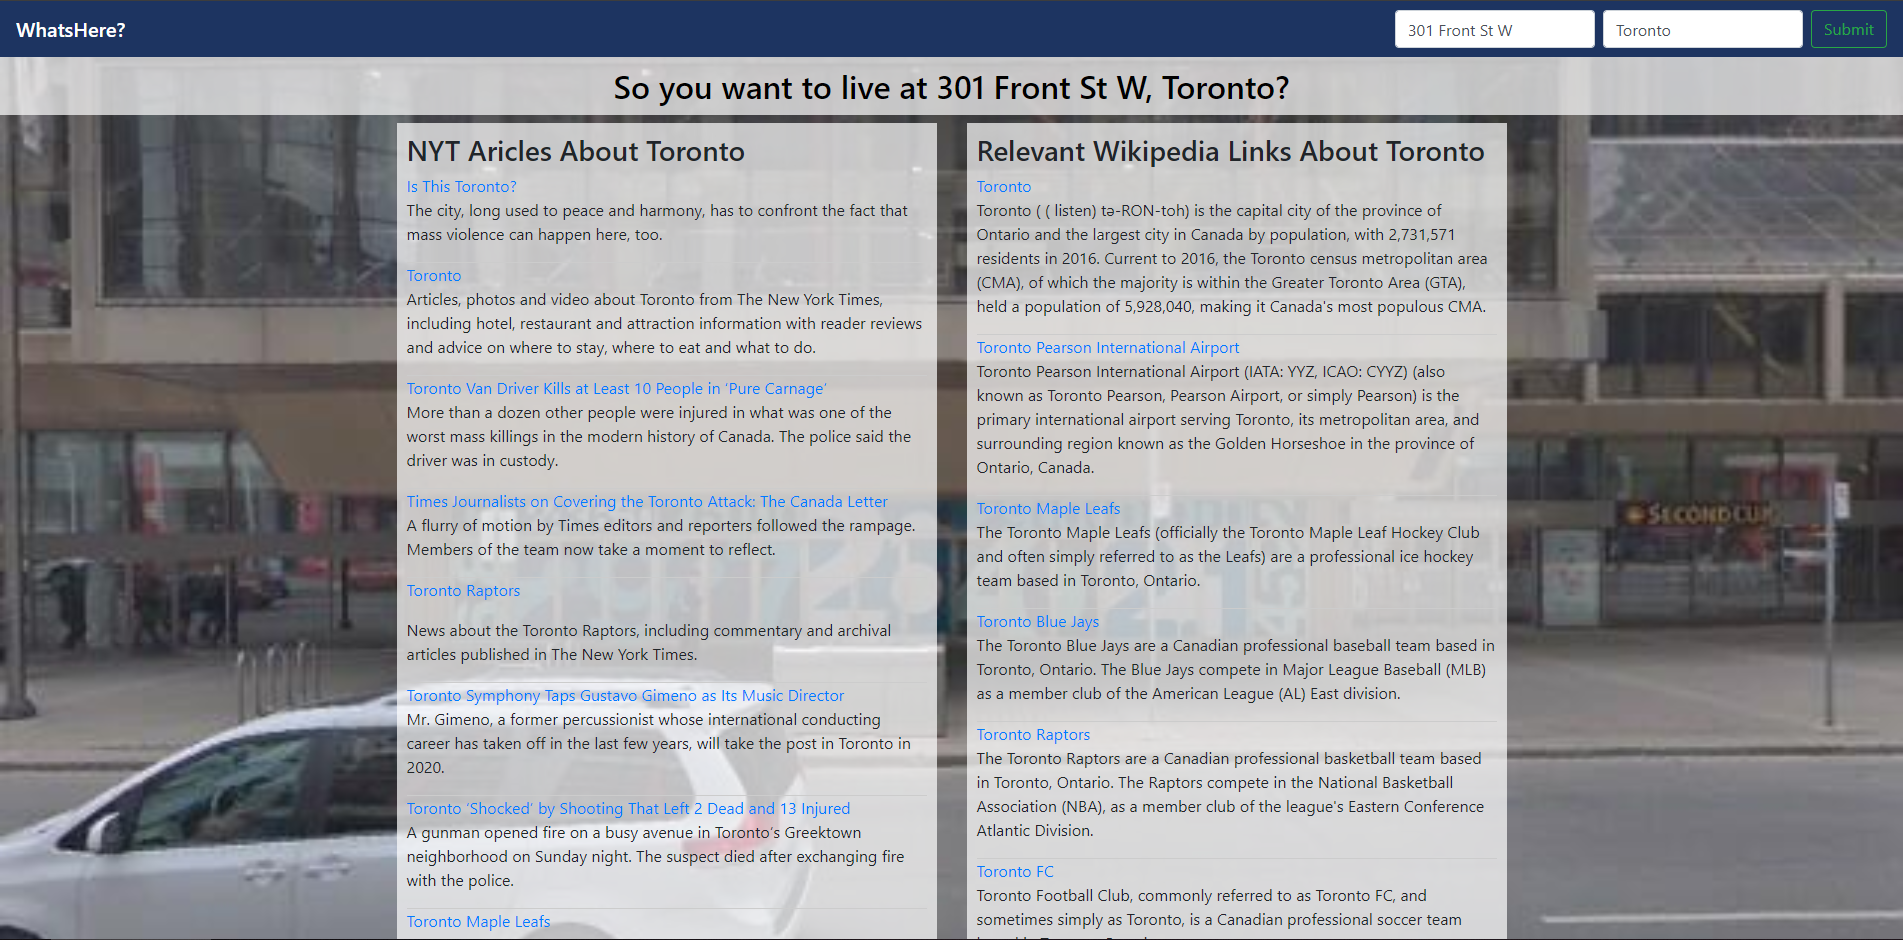 WhatsHere?
301 Front St W
Toronto
Submit
So you want to live at 301 Front St W, Toronto?
NYT Aricles About Toronto
Is This Toronto?
The city, long used to peace and harmony, has to confront the fact that
mass violence can happen here, too.
Toronto
Articles, photos and video about Toronto from The New York Times,
including hotel, restaurant and attraction information with reader reviews
and advice on where to stay, where to eat and what to do.
Toronto Van Driver Kills at Least 10 People in ‘Pure Carnage’
More than a dozen other people were injured in what was one of the
worst mass killings in the modern history of Canada. The police said the
driver was in custody.
Times Journalists on Covering the Toronto Attack: The Canada Letter
A flurry of motion by Times editors and reporters followed the rampage.
Members of the team now take a moment to reflect.
Toronto Raptors
News about the Toronto Raptors, including commentary and archival
articles published in The New York Times.
Toronto Symphony Taps Gustavo Gimeno as Its Music Director
Mr. Gimeno, a former percussionist whose international conducting
career has taken off in the last few years, will take the post in Toronto in
2020.
Toronto ‘Shocked’ by Shooting That Left 2 Dead and 13 Injured
A gunman opened fire on a busy avenue in Toronto’s Greektown
neighborhood on Sunday night. The suspect died after exchanging fire
with the police.
Toronto Maple Leafs
Relevant Wikipedia Links About Toronto
Toronto
Toronto ( ( listen) tə-RON-toh) is the capital city of the province of
Ontario and the largest city in Canada by population, with 2,731,571
residents in 2016. Current to 2016, the Toronto census metropolitan area
(CMA), of which the majority is within the Greater Toronto Area (GTA),
held a population of 5,928,040, making it Canada's most populous CMA.
Toronto Pearson International Airport
Toronto Pearson International Airport (IATA: YYZ, ICAO: CYYZ) (also
known as Toronto Pearson, Pearson Airport, or simply Pearson) is the
primary international airport serving Toronto, its metropolitan area, and
surrounding region known as the Golden Horseshoe in the province of
Ontario, Canada.
Toronto Maple Leafs
The Toronto Maple Leafs (officially the Toronto Maple Leaf Hockey Club
and often simply referred to as the Leafs) are a professional ice hockey
team based in Toronto, Ontario.
Toronto Blue Jays
The Toronto Blue Jays are a Canadian professional baseball team based in
Toronto, Ontario. The Blue Jays compete in Major League Baseball (MLB)
as a member club of the American League (AL) East division.
Toronto Raptors
The Toronto Raptors are a Canadian professional basketball team based
in Toronto, Ontario. The Raptors compete in the National Basketball
Association (NBA), as a member club of the league's Eastern Conference
Atlantic Division.
Toronto FC
Toronto Football Club, commonly referred to as Toronto FC, and
sometimes simply as Toronto, is a Canadian professional soccer team
SECOND CUP